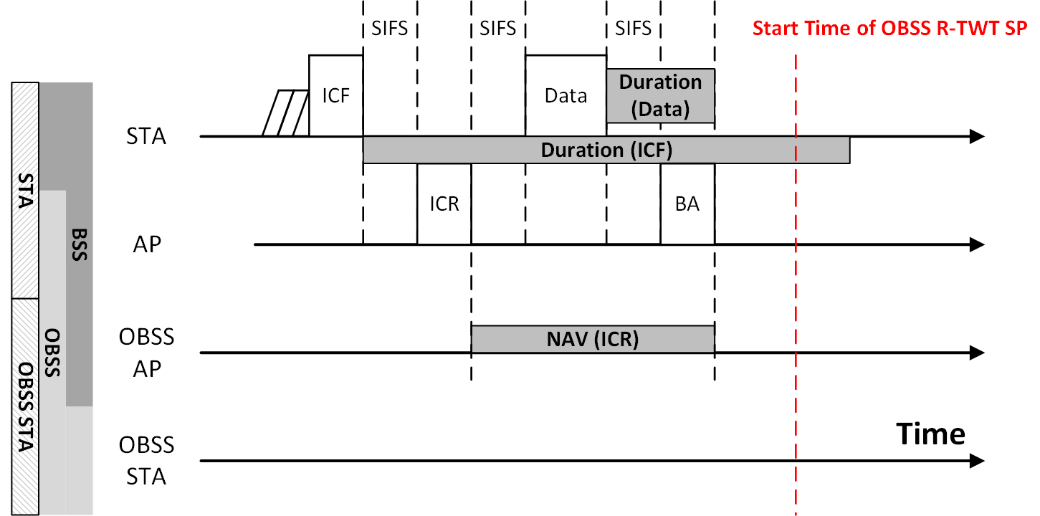 SIFS
SIFS
SIFS
Start Time of OBSS R-TWT SP
ICF
Data
Duration
(Data)
STA
Duration (ICF)
ICR
BA
AP
OBSS
AP
NAV (ICR)
OBSS
STA
Time
STA
OBSS STA
OBSS
BSS